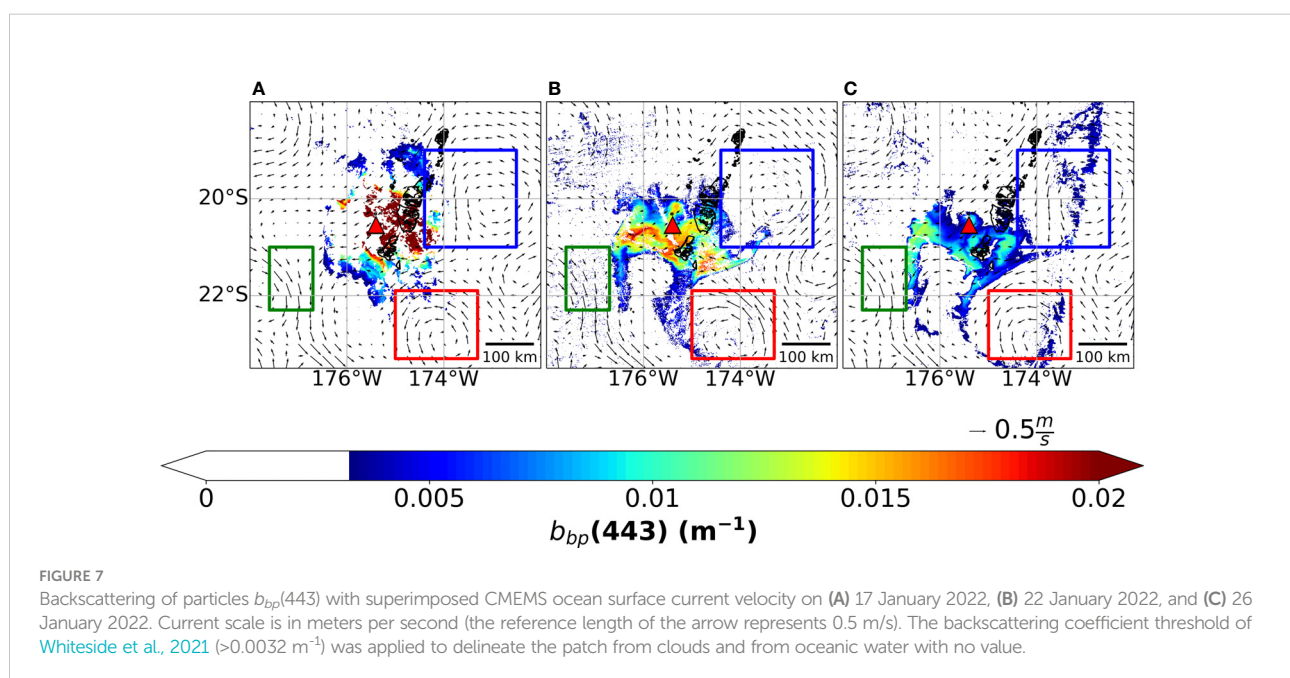 A B C
20°S
22°S
100 km 100 km 100 km
176°W 174°W 176°W 174°W 176°W 174°W
→ 0.5 m/s
0 0.005 0.01 0.015 0.02
b_bp(443) (m⁻¹)
FIGURE 7
Backscattering of particles b_bp(443) with superimposed CMEMS ocean surface current velocity on (A) 17 January 2022, (B) 22 January 2022, and (C) 26
January 2022. Current scale is in meters per second (the reference length of the arrow represents 0.5 m/s). The backscattering coefficient threshold of
Whiteside et al., 2021 (>0.0032 m⁻¹) was applied to delineate the patch from clouds and from oceanic water with no value.